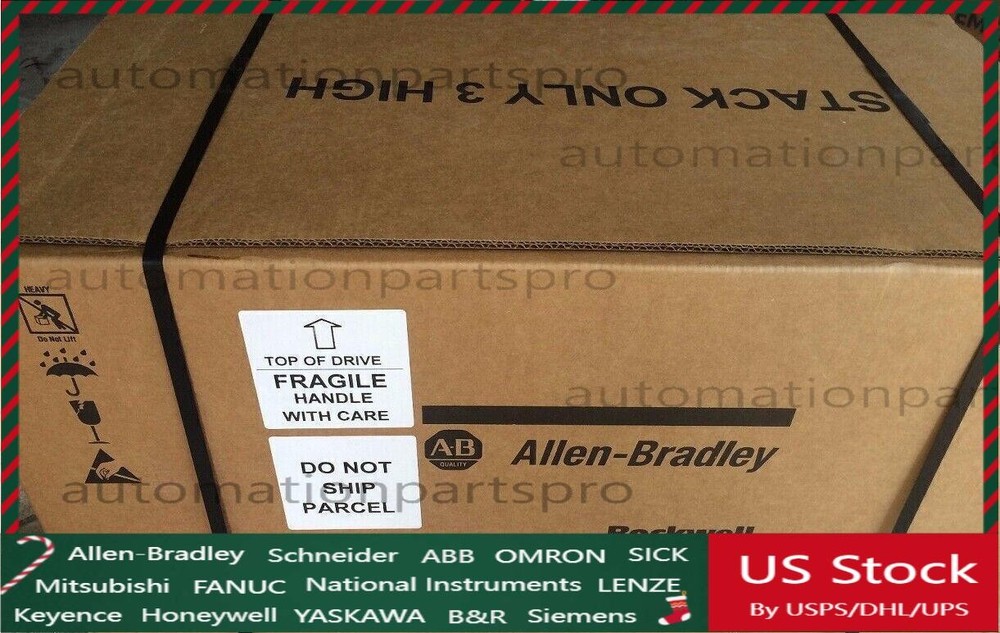 automationpartspro
STACK ONLY 3 HIGH
automationpar
automationpartspro
HEAVY
Do Not Lift
TOP OF DRIVE
FRAGILE
HANDLE
WITH CARE
automationpar
A-B
QUALITY
Allen-Bradley
DO NOT
SHIP
PARCEL
automationpartspro
Rockwell
Allen-Bradley Schneider ABB OMRON SICK
Mitsubishi FANUC National Instruments LENZE
Keyence Honeywell YASKAWA B&R Siemens
US Stock
By USPS/DHL/UPS